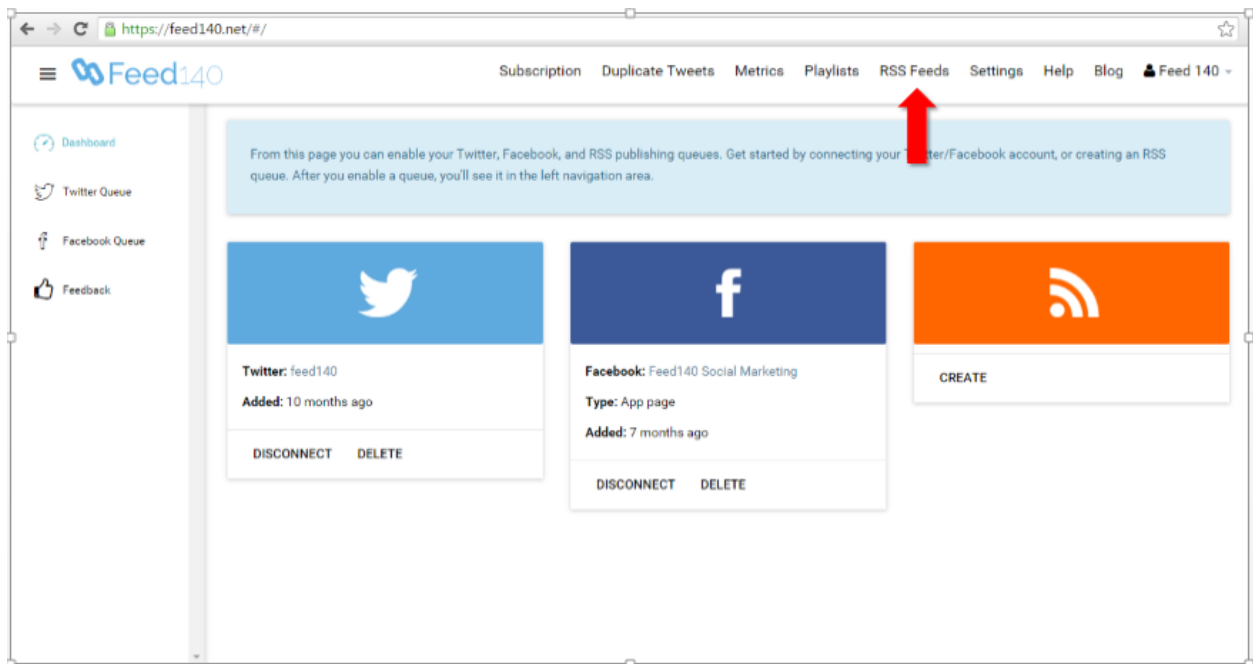 https://feed140.net/#/
Feed140
Subscription Duplicate Tweets Metrics Playlists RSS Feeds Settings Help Blog Feed 140
Dashboard
Twitter Queue
Facebook Queue
Feedback
From this page you can enable your Twitter, Facebook, and RSS publishing queues. Get started by connecting your Twitter/Facebook account, or creating an RSS
queue. After you enable a queue, you'll see it in the left navigation area.
Twitter: feed140
Added: 10 months ago
DISCONNECT DELETE
Facebook: Feed140 Social Marketing
Type: App page
Added: 7 months ago
DISCONNECT DELETE
CREATE